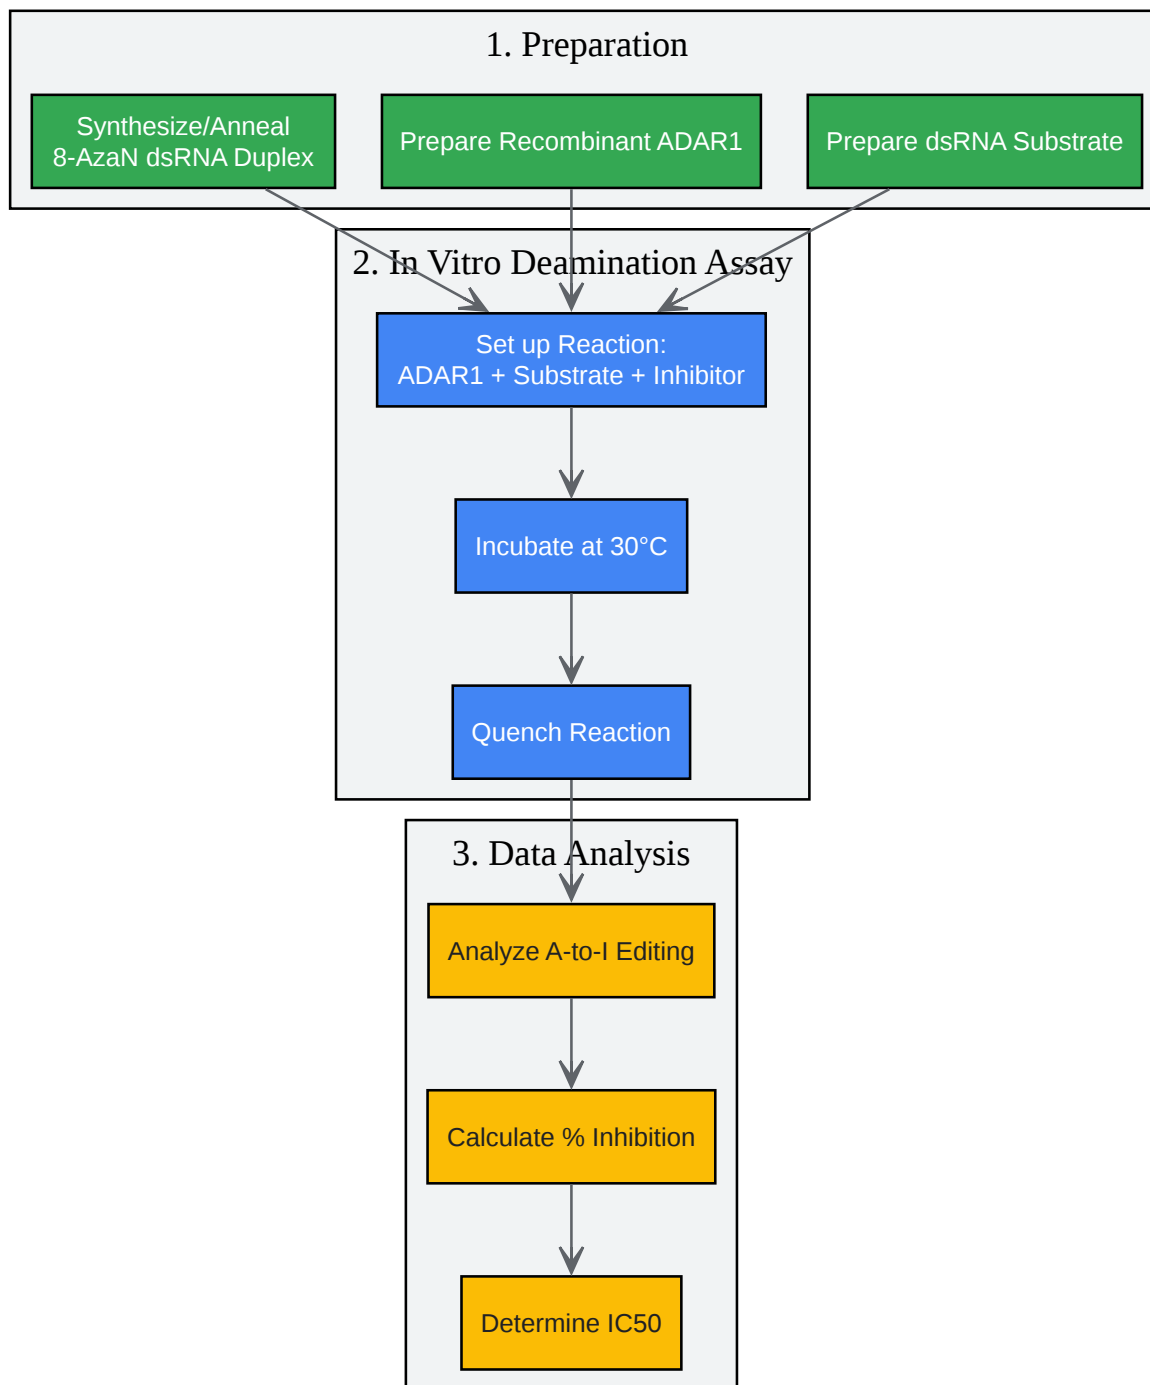 1. Preparation
Synthesize/Anneal
8-AzaN dsRNA Duplex
Prepare Recombinant ADAR1
Prepare dsRNA Substrate
2. In Vitro Deamination Assay
Set up Reaction:
ADAR1 + Substrate + Inhibitor
Incubate at 30°C
Quench Reaction
3. Data Analysis
Analyze A-to-I Editing
Calculate % Inhibition
Determine IC50